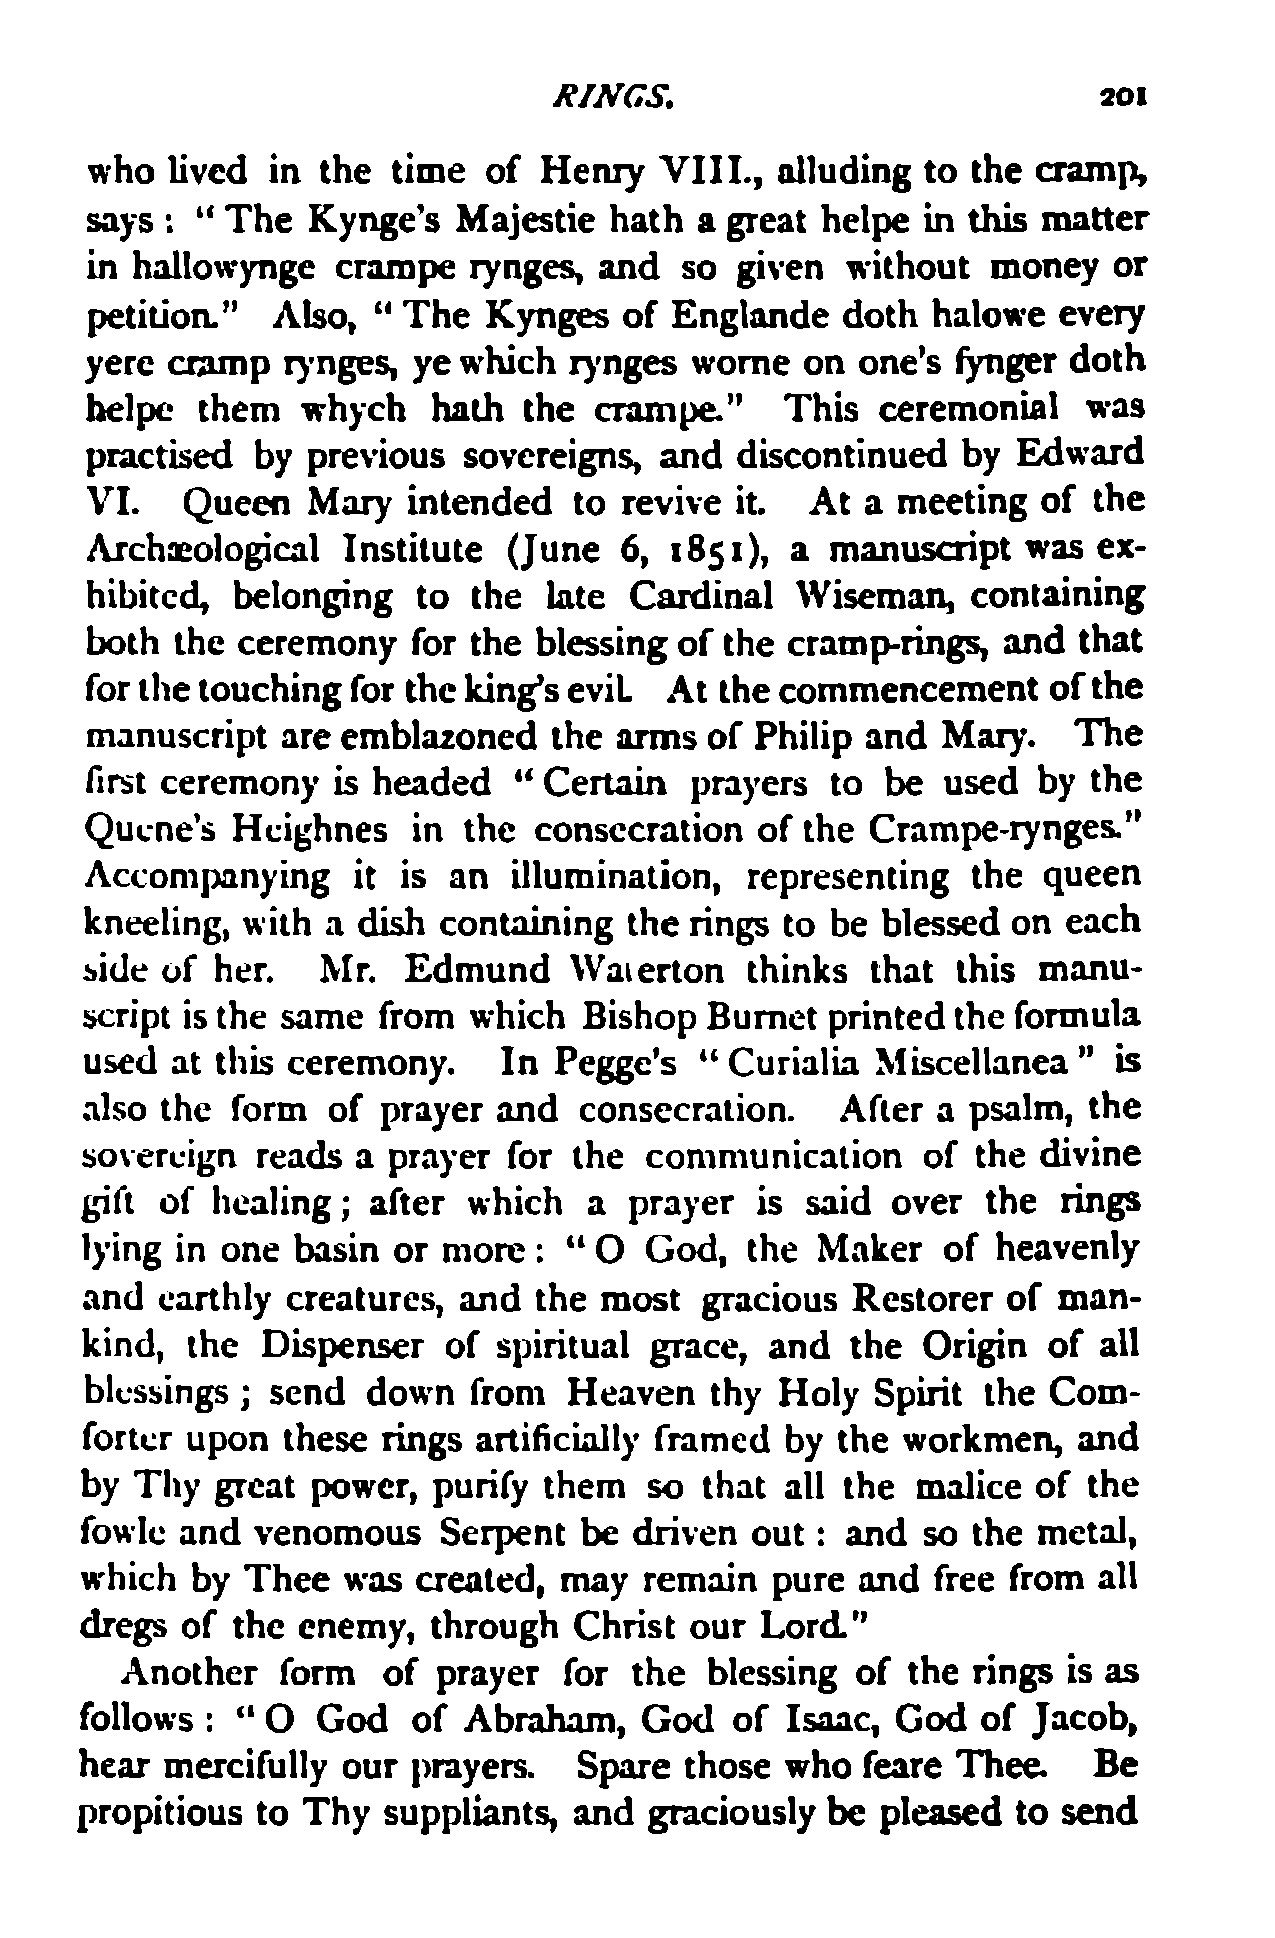 RINGS. 201
who lived in the time of Henry VIII., alluding to the cramp,
says : “ The Kynge's Majestie hath a great helpe in this matter
in hallowynge crampe rynges, and so given without money or
petition.” Also, “ The Kynges of Englande doth halowe every
yere cramp rynges, ye which rynges worne on one's fynger doth
helpe them whych hath the crampe.” This ceremonial was
practised by previous sovereigns, and discontinued by Edward
VI. Queen Mary intended to revive it. At a meeting of the
Archæological Institute (June 6, 1851), a manuscript was ex-
hibited, belonging to the late Cardinal Wiseman, containing
both the ceremony for the blessing of the cramp-rings, and that
for the touching for the king's evil. At the commencement of the
manuscript are emblazoned the arms of Philip and Mary. The
first ceremony is headed “ Certain prayers to be used by the
Quene's Heighnes in the consecration of the Crampe-rynges.”
Accompanying it is an illumination, representing the queen
kneeling, with a dish containing the rings to be blessed on each
side of her. Mr. Edmund Waterton thinks that this manu-
script is the same from which Bishop Burnet printed the formula
used at this ceremony. In Pegge's “ Curialia Miscellanea ” is
also the form of prayer and consecration. After a psalm, the
sovereign reads a prayer for the communication of the divine
gift of healing ; after which a prayer is said over the rings
lying in one basin or more : “ O God, the Maker of heavenly
and earthly creatures, and the most gracious Restorer of man-
kind, the Dispenser of spiritual grace, and the Origin of all
blessings ; send down from Heaven thy Holy Spirit the Com-
forter upon these rings artificially framed by the workmen, and
by Thy great power, purify them so that all the malice of the
fowle and venomous Serpent be driven out : and so the metal,
which by Thee was created, may remain pure and free from all
dregs of the enemy, through Christ our Lord.”
Another form of prayer for the blessing of the rings is as
follows : “ O God of Abraham, God of Isaac, God of Jacob,
hear mercifully our prayers. Spare those who feare Thee. Be
propitious to Thy suppliants, and graciously be pleased to send